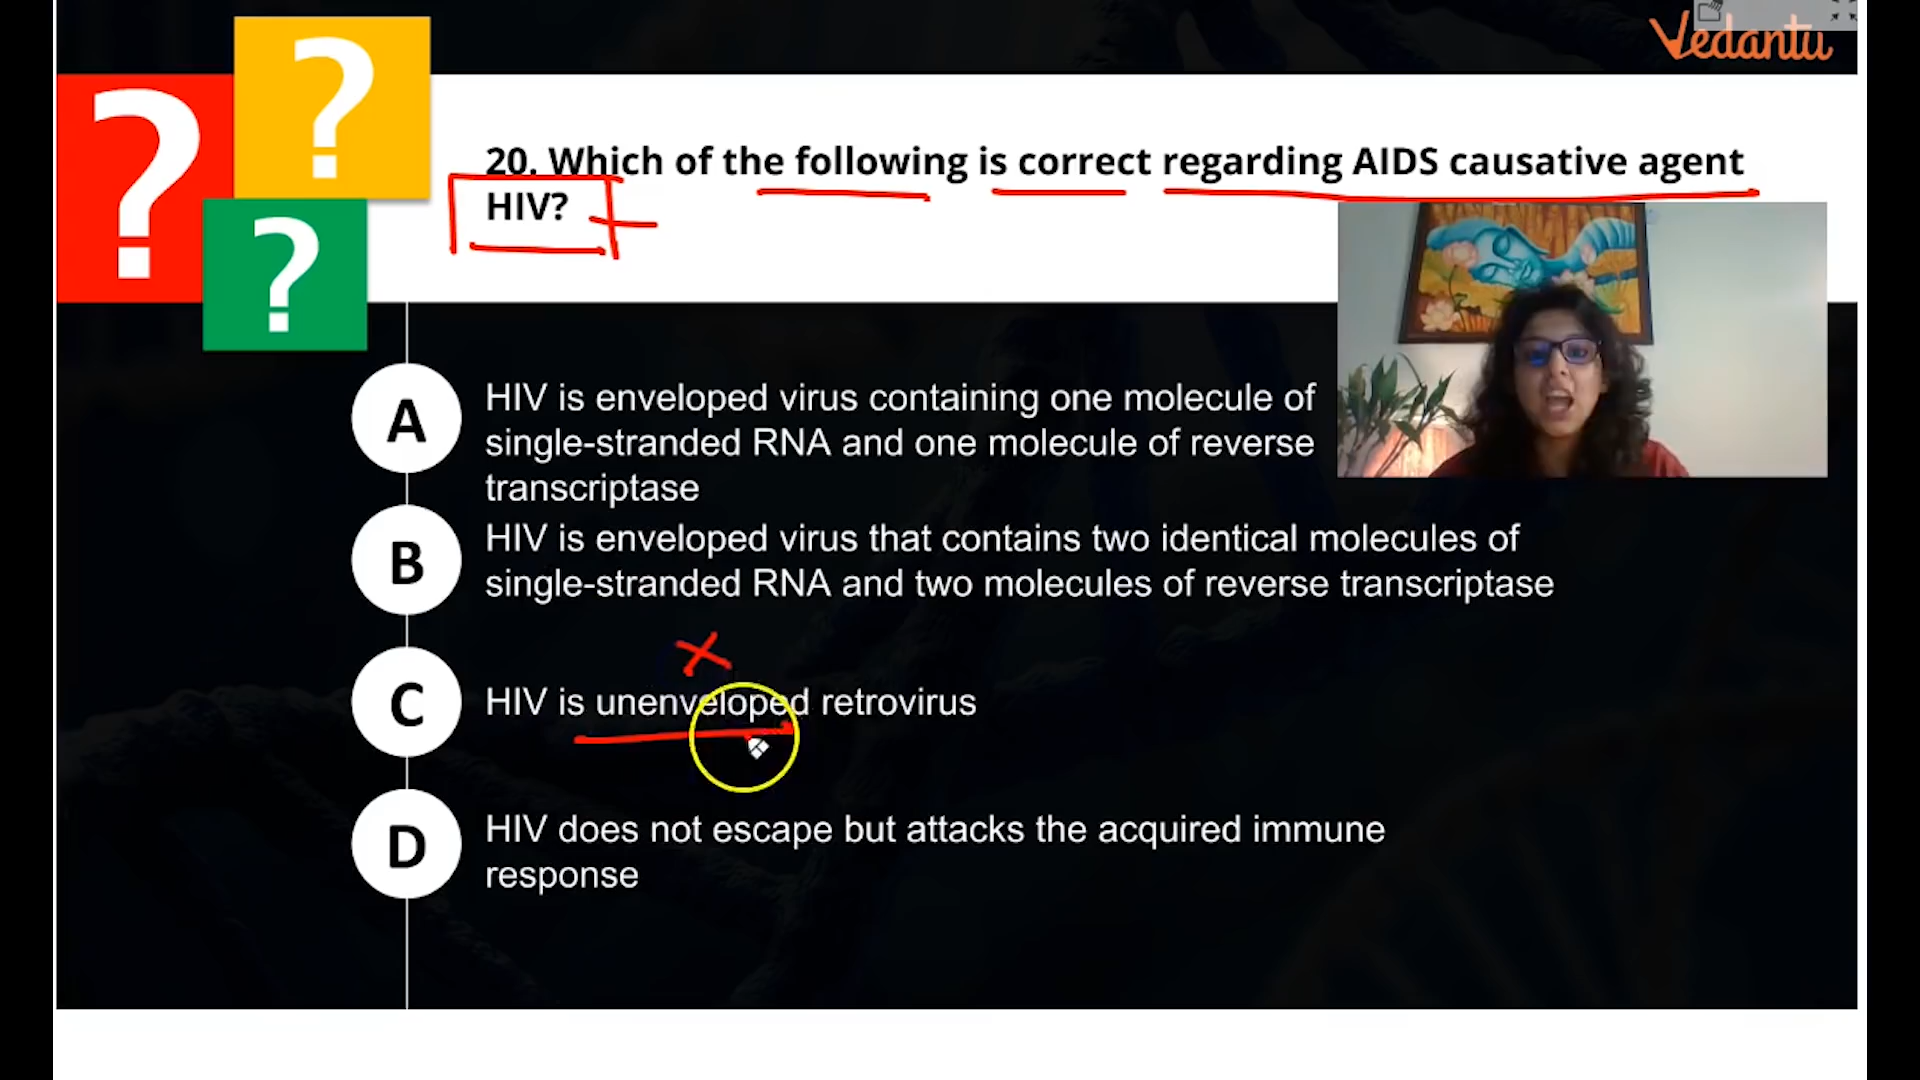 Vedantu
?
?
?
20. Which of the following is correct regarding AIDS causative agent
HIV?
A
HIV is enveloped virus containing one molecule of
single-stranded RNA and one molecule of reverse
transcriptase
B
HIV is enveloped virus that contains two identical molecules of
single-stranded RNA and two molecules of reverse transcriptase
C
HIV is unenveloped retrovirus
D
HIV does not escape but attacks the acquired immune
response